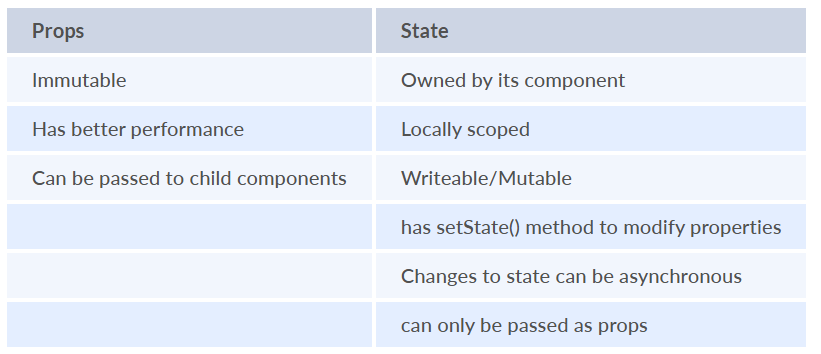 Props State
Immutable Owned by its component
Has better performance Locally scoped
Can be passed to child components Writeable/Mutable
has setState() method to modify properties
Changes to state can be asynchronous
can only be passed as props